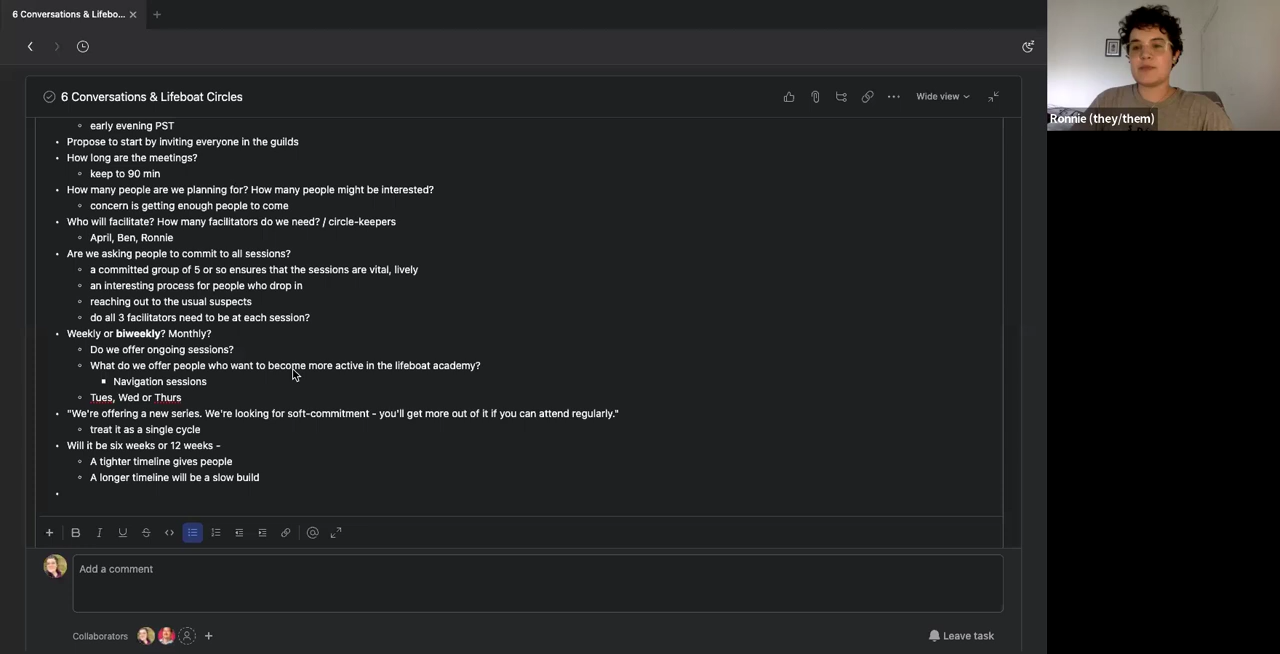 6 Conversations & Lifebo...
6 Conversations & Lifeboat Circles
Wide view
early evening PST
Propose to start by inviting everyone in the guilds
How long are the meetings?
keep to 90 min
How many people are we planning for? How many people might be interested?
concern is getting enough people to come
Who will facilitate? How many facilitators do we need? / circle-keepers
April, Ben, Ronnie
Are we asking people to commit to all sessions?
a committed group of 5 or so ensures that the sessions are vital, lively
an interesting process for people who drop in
reaching out to the usual suspects
do all 3 facilitators need to be at each session?
Weekly or biweekly? Monthly?
Do we offer ongoing sessions?
What do we offer people who want to become more active in the lifeboat academy?
Navigation sessions
Tues, Wed or Thurs
"We're offering a new series. We're looking for soft-commitment - you'll get more out of it if you can attend regularly."
treat it as a single cycle
Will it be six weeks or 12 weeks -
A tighter timeline gives people
A longer timeline will be a slow build
Add a comment
Collaborators
Leave task
Ronnie (they/them)